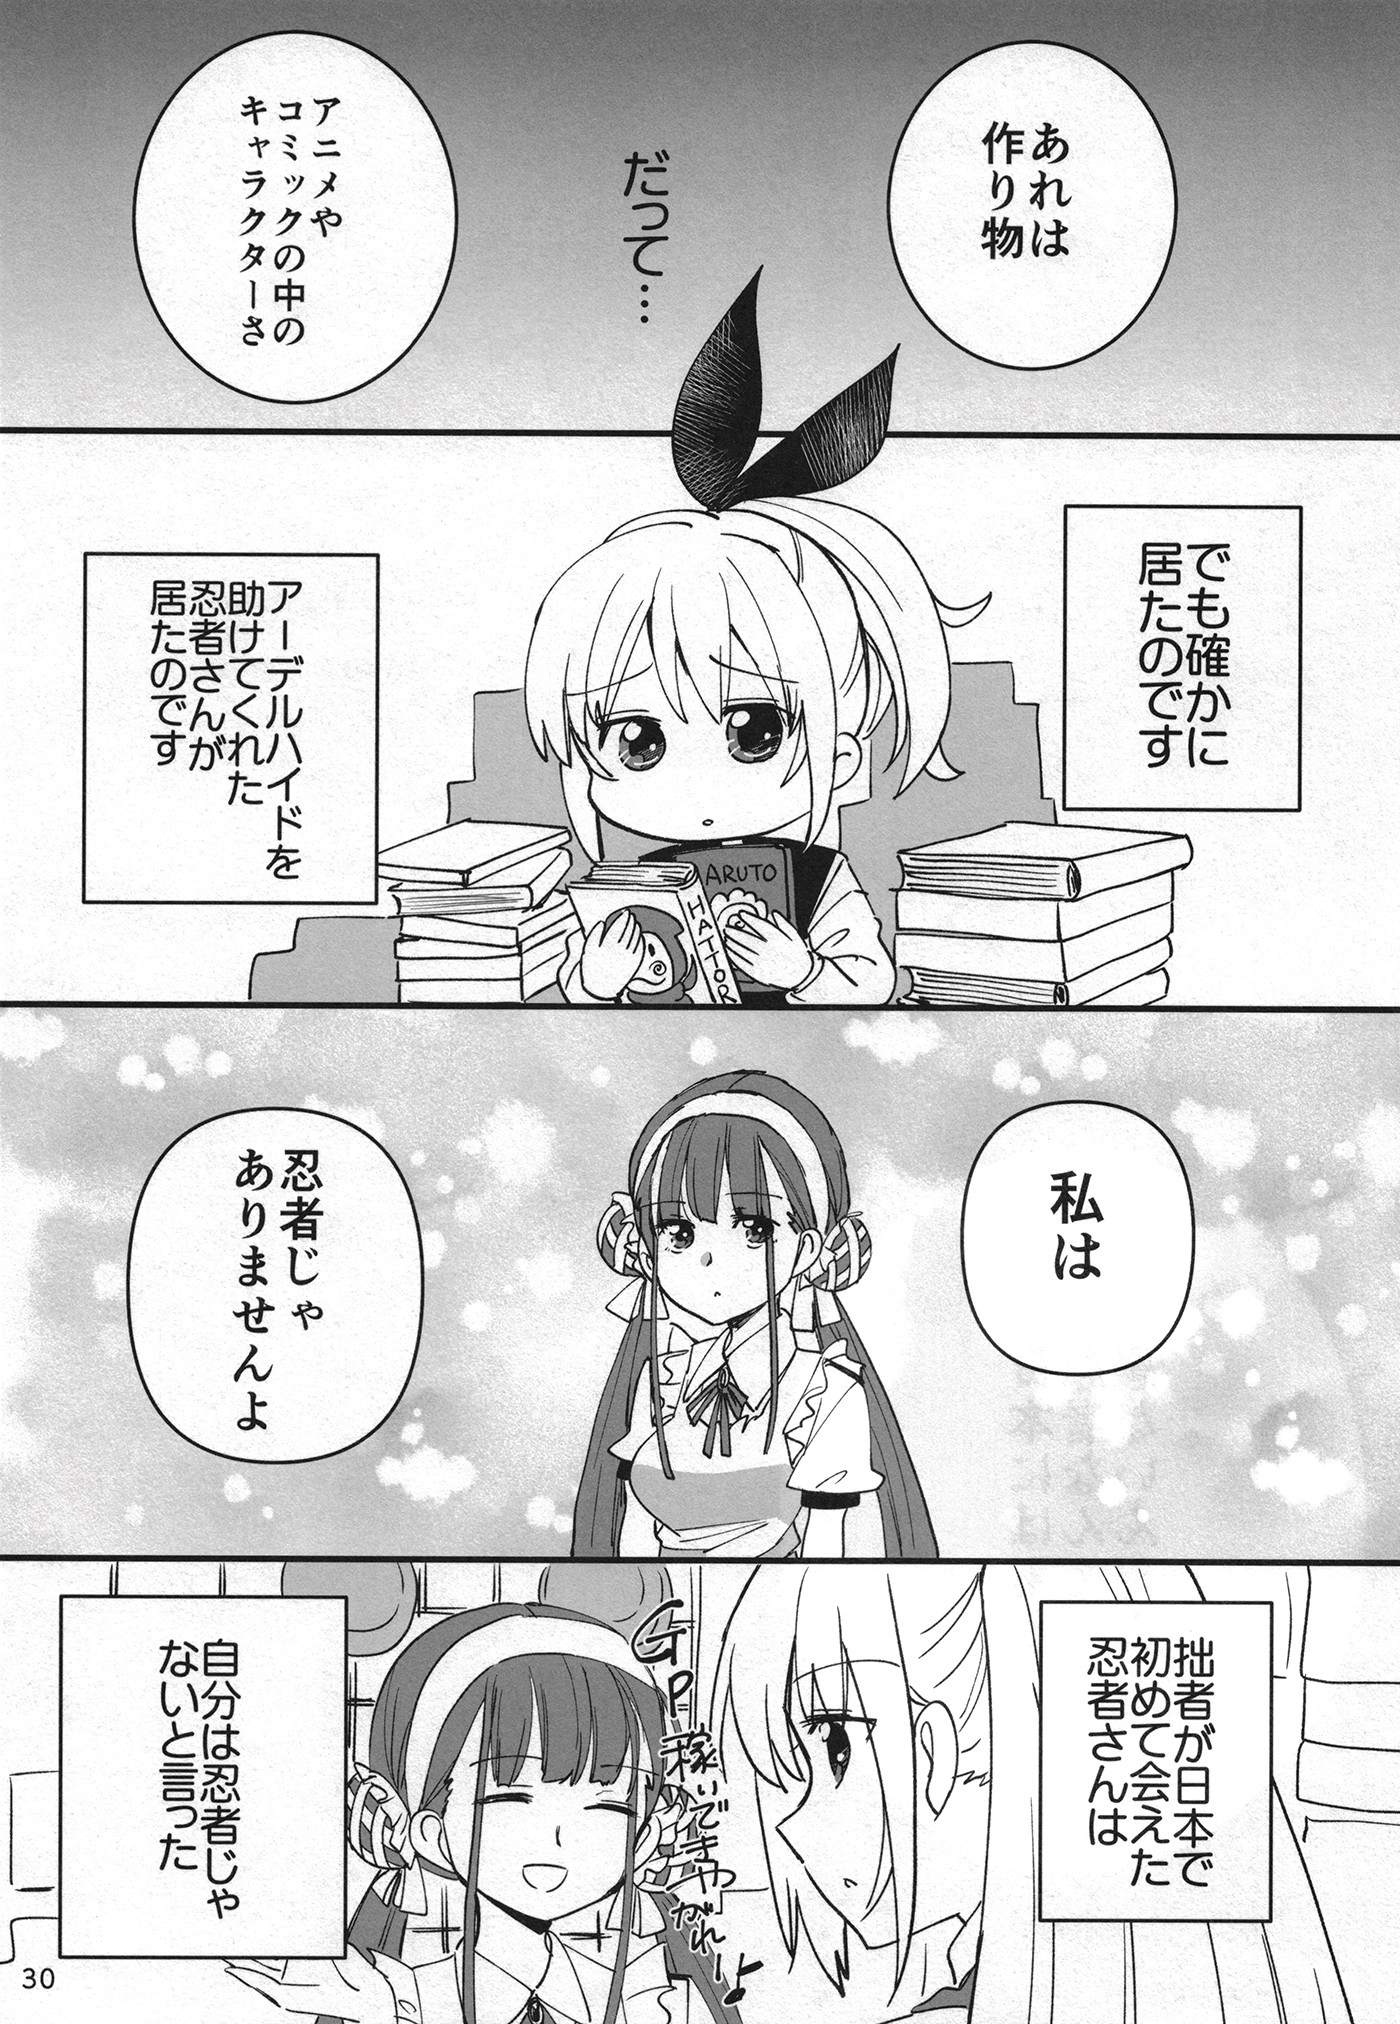 あれは
作り物
だって…
アニメや
コミックの中の
キャラクターさ
でも確かに
居たのです
アーデルハイドを
助けてくれた
忍者さんが
居たのです
ARUTO
HATTOR
私は
忍者じゃ
ありませんよ
拙者が日本で
初めて会えた
忍者さんは
GP稼いできやがれー♪
自分は忍者じゃ
ないと言った
30